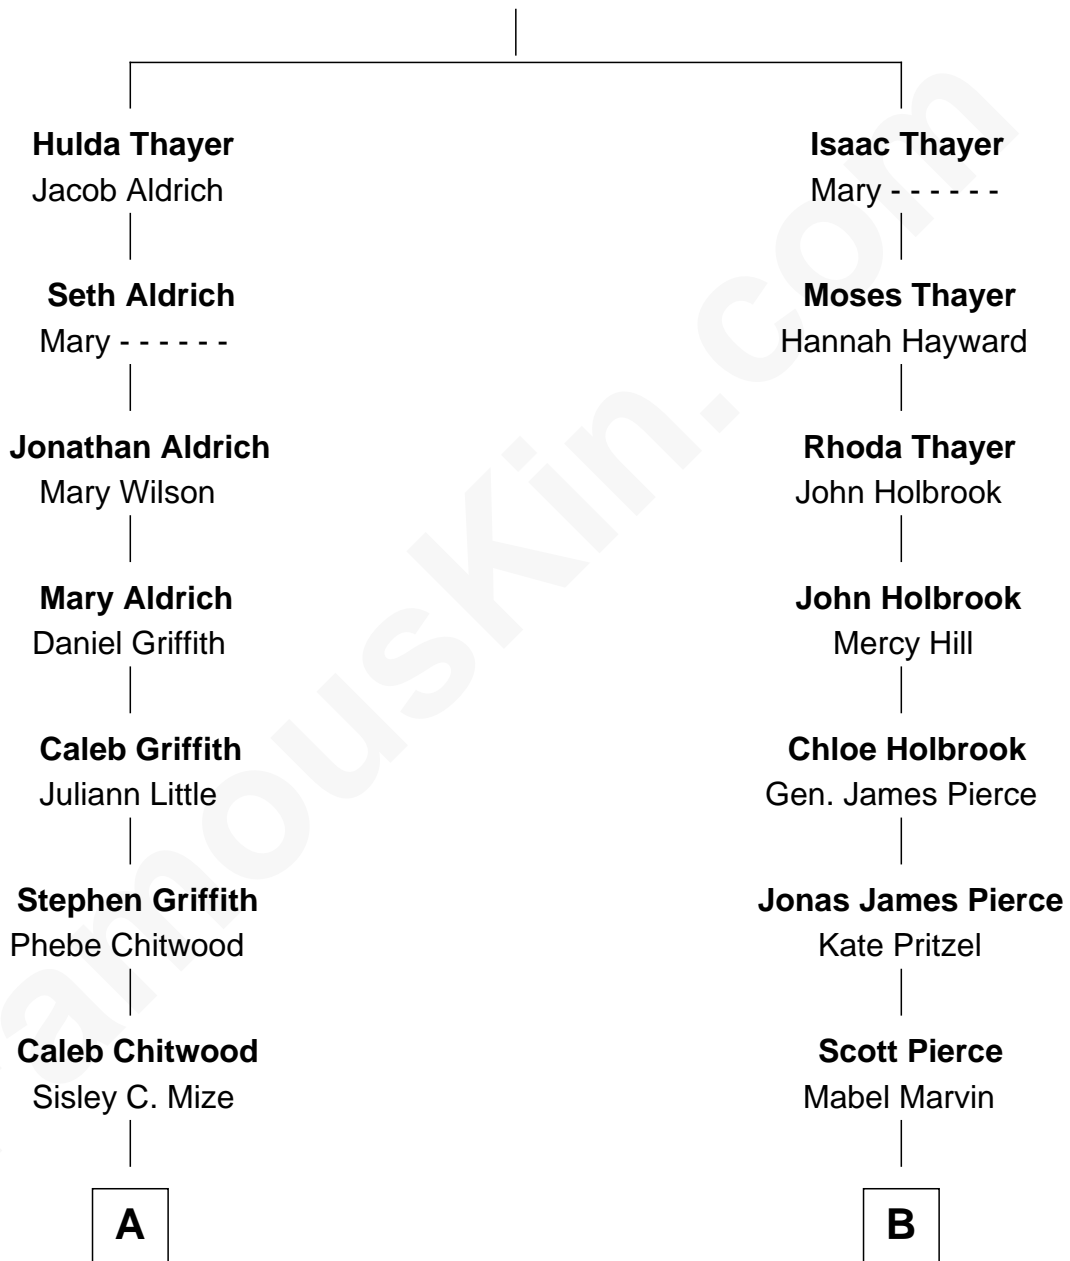 Hulda Thayer
Jacob Aldrich
Seth Aldrich
Mary - - - - - -
Jonathan Aldrich
Mary Wilson
Mary Aldrich
Daniel Griffith
Caleb Griffith
Juliann Little
Stephen Griffith
Phebe Chitwood
Caleb Chitwood
Sisley C. Mize
A
Isaac Thayer
Mary - - - - - -
Moses Thayer
Hannah Hayward
Rhoda Thayer
John Holbrook
John Holbrook
Mercy Hill
Chloe Holbrook
Gen. James Pierce
Jonas James Pierce
Kate Pritzel
Scott Pierce
Mabel Marvin
B
amousKin.com